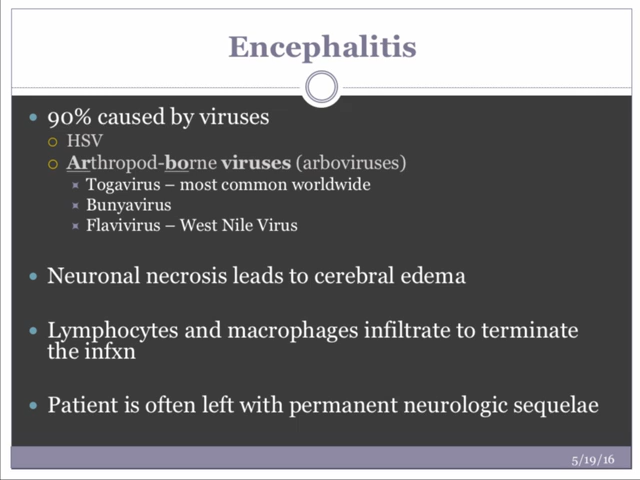 Encephalitis
90% caused by viruses
HSV
Arthropod-borne viruses (arboviruses)
Togavirus – most common worldwide
Bunyavirus
Flavivirus – West Nile Virus
Neuronal necrosis leads to cerebral edema
Lymphocytes and macrophages infiltrate to terminate
the infxn
Patient is often left with permanent neurologic sequelae
5/19/16